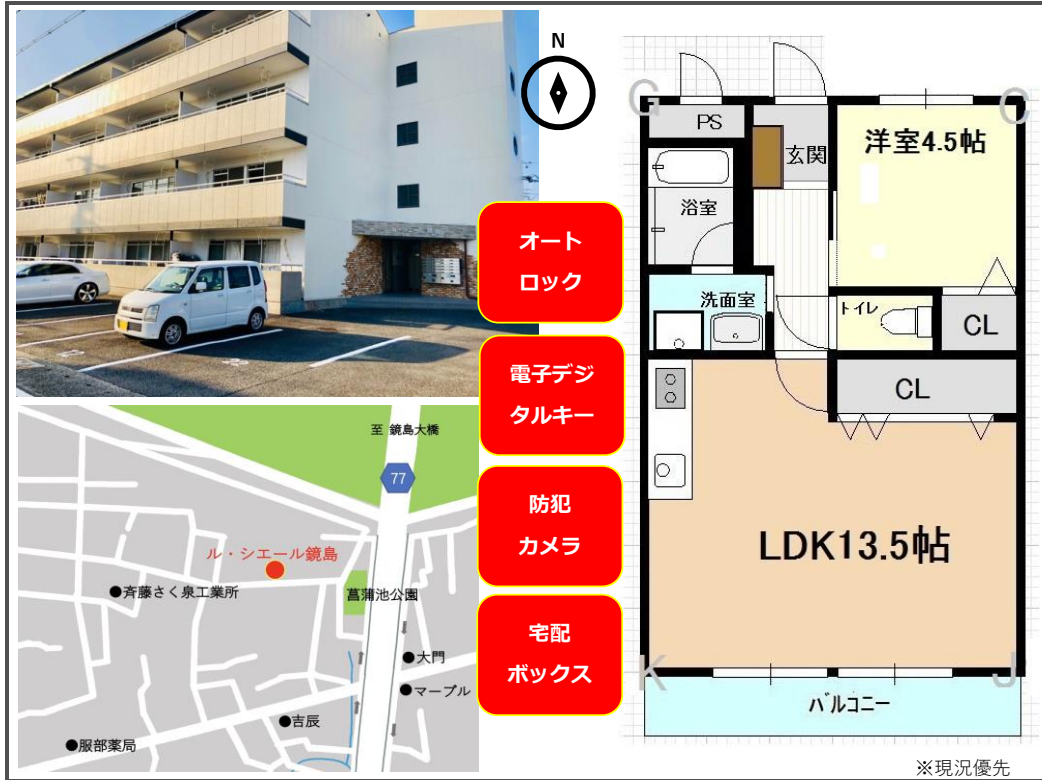 N
オート
ロック
電子デジ
タルキー
防犯
カメラ
宅配
ボックス
至 鏡島大橋
77
ル・シエール鏡島
●斉藤さく泉工業所
菖蒲池公園
●大門
●マーブル
●吉辰
●服部薬局
G
C
PS
玄関
洋室4.5帖
浴室
洗面室
トイレ
CL
CL
LDK13.5帖
K
J
バルコニー
※現況優先